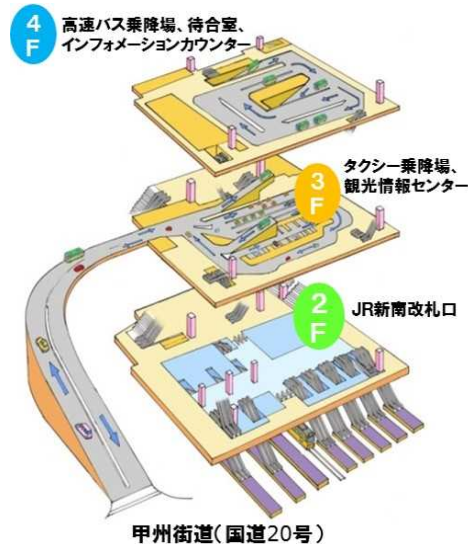 4
F
高速バス乗降場、待合室、
インフォメーションカウンター
3
F
タクシー乗降場、
観光情報センター
2
F
JR新南改札口
甲州街道(国道20号)